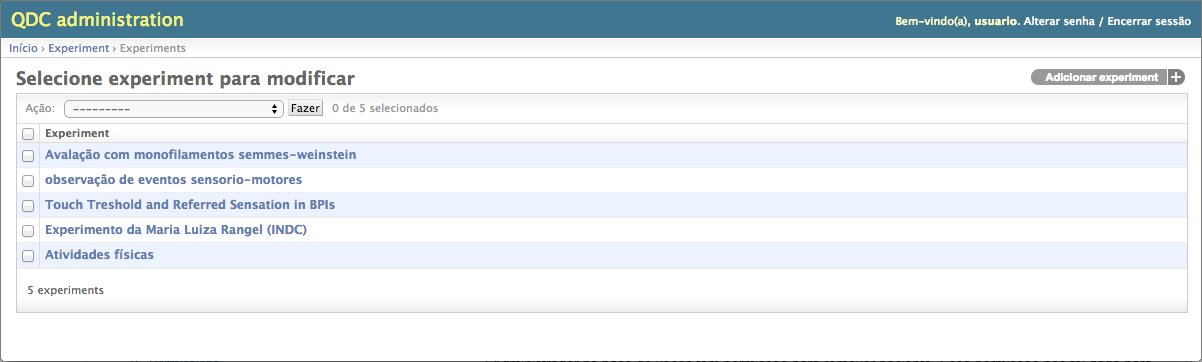 QDC administration
Bem-vindo(a), usuario. Alterar senha / Encerrar sessão
Início › Experiment › Experiments
Selecione experiment para modificar
Adicionar experiment +
Ação: --------- Fazer 0 de 5 selecionados
Experiment
Avalação com monofilamentos semmes-weinstein
observação de eventos sensorio-motores
Touch Treshold and Referred Sensation in BPIs
Experimento da Maria Luiza Rangel (INDC)
Atividades físicas
5 experiments